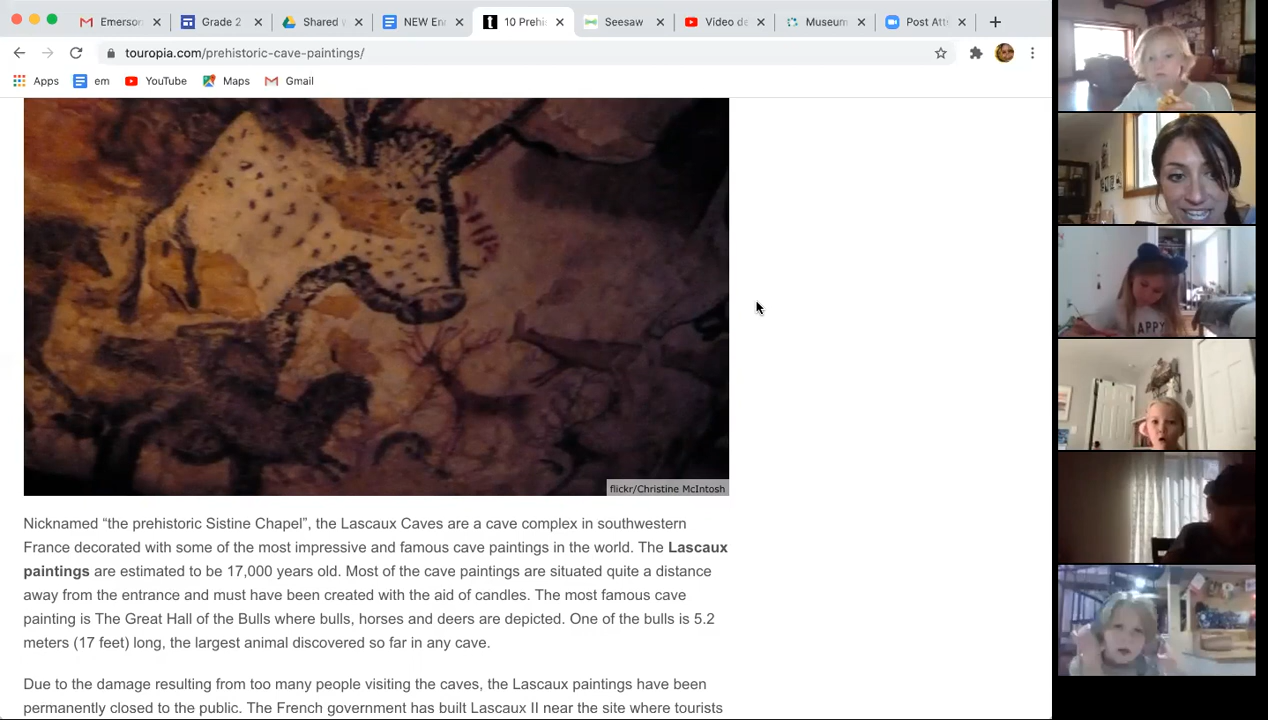 Emerson
Grade 2
Shared
NEW En
10 Prehi
Seesaw
Video de
Museum
Post Att
touropia.com/prehistoric-cave-paintings/
Apps em YouTube Maps Gmail
flickr/Christine McIntosh
Nicknamed “the prehistoric Sistine Chapel”, the Lascaux Caves are a cave complex in southwestern
France decorated with some of the most impressive and famous cave paintings in the world. The Lascaux
paintings are estimated to be 17,000 years old. Most of the cave paintings are situated quite a distance
away from the entrance and must have been created with the aid of candles. The most famous cave
painting is The Great Hall of the Bulls where bulls, horses and deers are depicted. One of the bulls is 5.2
meters (17 feet) long, the largest animal discovered so far in any cave.
Due to the damage resulting from too many people visiting the caves, the Lascaux paintings have been
permanently closed to the public. The French government has built Lascaux II near the site where tourists